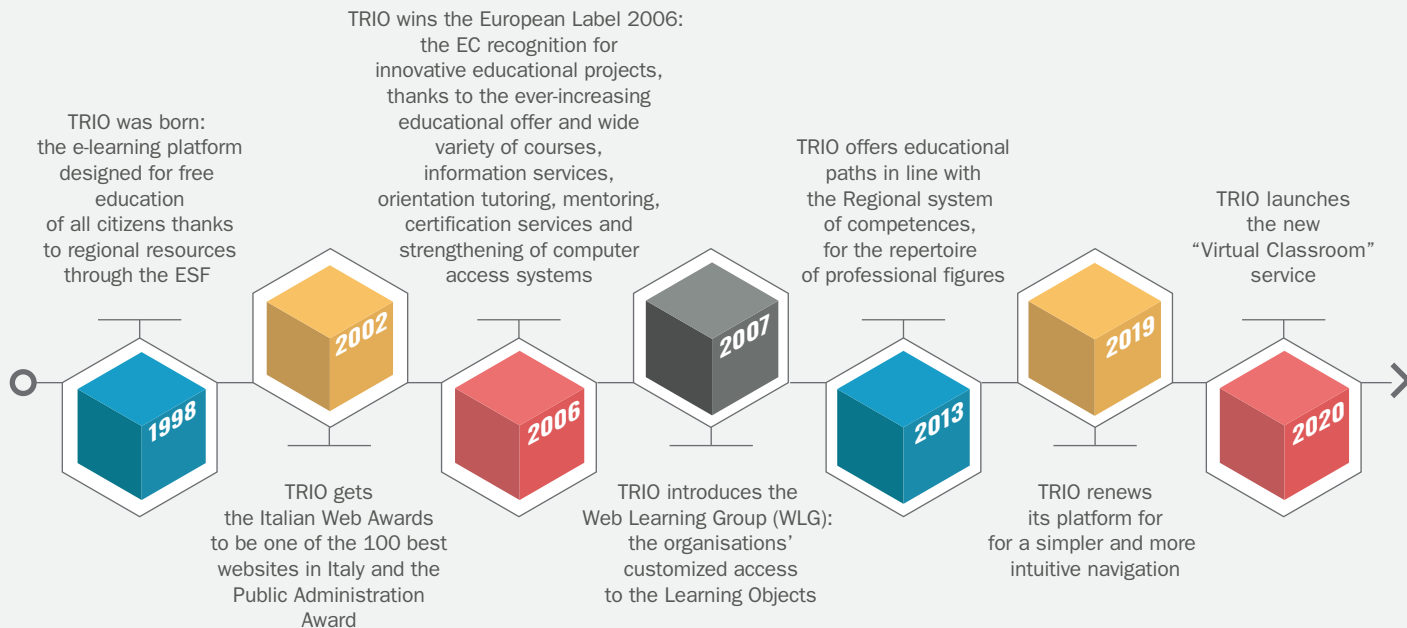 TRIO was born:
the e-learning platform
designed for free
education
of all citizens thanks
to regional resources
through the ESF
1998
2002
TRIO gets
the Italian Web Awards
to be one of the 100 best
websites in Italy and the
Public Administration
Award
TRIO wins the European Label 2006:
the EC recognition for
innovative educational projects,
thanks to the ever-increasing
educational offer and wide
variety of courses,
information services,
orientation tutoring, mentoring,
certification services and
strengthening of computer
access systems
2006
2007
TRIO introduces the
Web Learning Group (WLG):
the organisations’
customized access
to the Learning Objects
TRIO offers educational
paths in line with
the Regional system
of competences,
for the repertoire
of professional figures
2013
2019
TRIO renews
its platform for
for a simpler and more
intuitive navigation
TRIO launches
the new
“Virtual Classroom”
service
2020